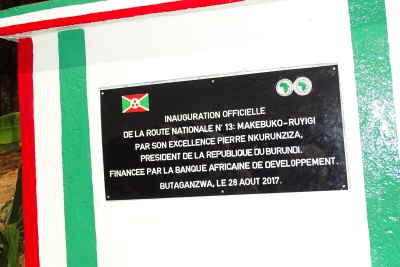 INAUGURATION OFFICIELLE
DE LA ROUTE NATIONALE N° 13: MAKEBUKO-RUYIGI
PAR SON EXCELLENCE PIERRE NKURUNZIZA,
PRESIDENT DE LA REPUBLIQUE DU BURUNDI.
FINANCEE PAR LA BANQUE AFRICAINE DE DEVELOPPEMENT.
BUTAGANZWA, LE 28 AOUT 2017.